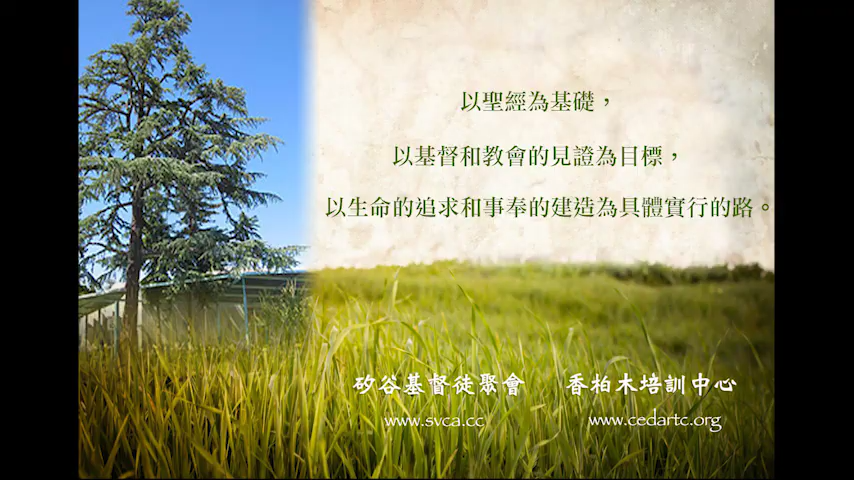 以聖經為基礎，
以基督和教會的見證為目標，
以生命的追求和事奉的建造為具體實行的路。
矽谷基督徒聚會 香柏木培訓中心
www.svca.cc www.cedartc.org